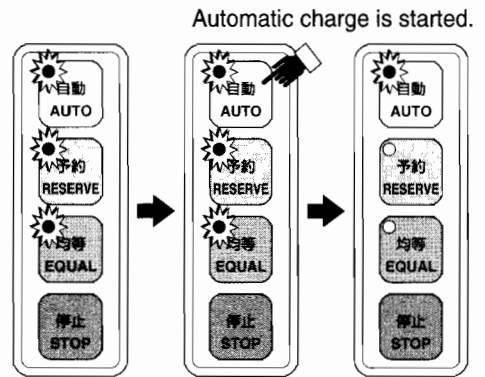 Automatic charge is started.
自動
AUTO
予約
RESERVE
均等
EQUAL
停止
STOP
自動
AUTO
予約
RESERVE
均等
EQUAL
停止
STOP
自動
AUTO
予約
RESERVE
均等
EQUAL
停止
STOP